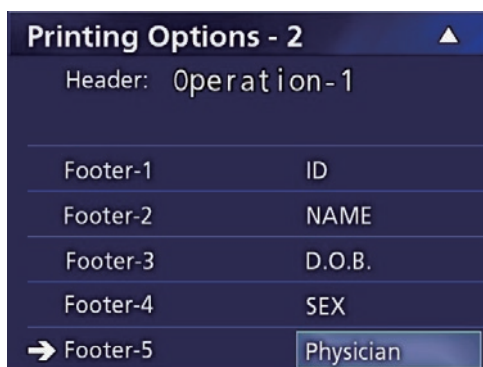 Printing Options - 2
Header: Operation-1
Footer-1 ID
Footer-2 NAME
Footer-3 D.O.B.
Footer-4 SEX
Footer-5 Physician